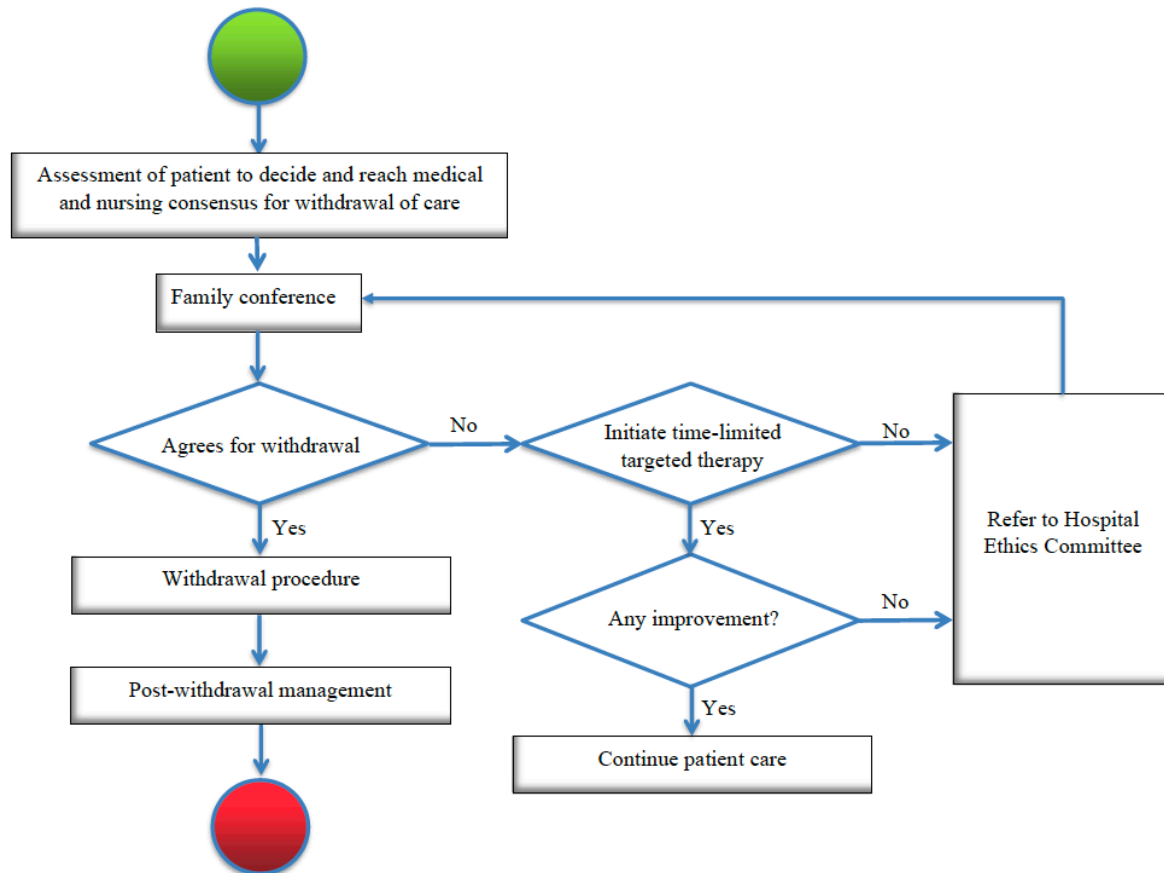 Assessment of patient to decide and reach medical
and nursing consensus for withdrawal of care
Family conference
Agrees for withdrawal
No
Initiate time-limited
targeted therapy
No
Refer to Hospital
Ethics Committee
Yes
Yes
Withdrawal procedure
Any improvement?
No
Post-withdrawal management
Yes
Continue patient care